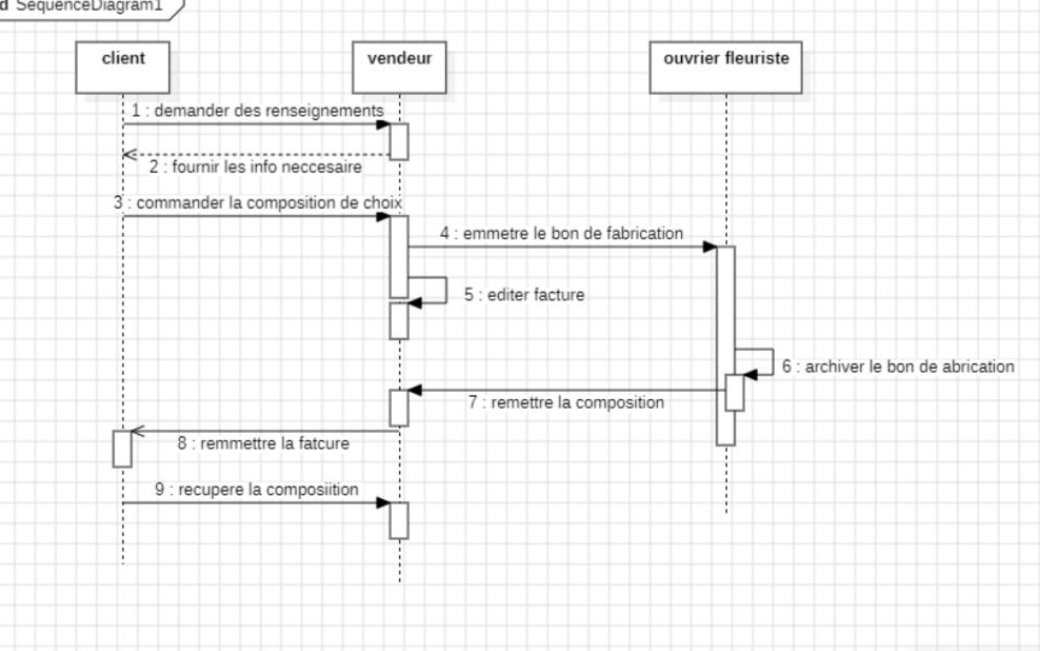 d SequenceDiagram1
client
vendeur
ouvrier fleuriste
1 : demander des renseignements
2 : fournir les info neccesaire
3 : commander la composition de choix
4 : emmetre le bon de fabrication
5 : editer facture
6 : archiver le bon de abrication
7 : remettre la composition
8 : remmettre la fatcure
9 : recupere la composiition